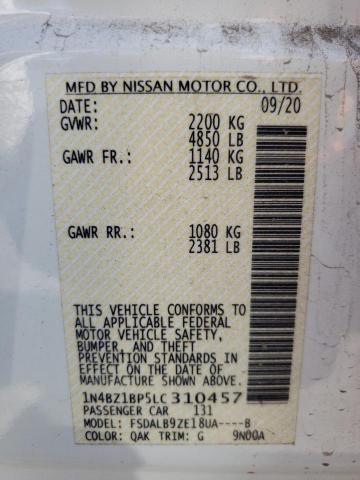 MFD BY NISSAN MOTOR CO., LTD.
DATE: 09/20
GVWR: 2200 KG
4850 LB
GAWR FR.: 1140 KG
2513 LB
GAWR RR.: 1080 KG
2381 LB
THIS VEHICLE CONFORMS TO
ALL APPLICABLE FEDERAL
MOTOR VEHICLE SAFETY,
BUMPER, AND THEFT
PREVENTION STANDARDS IN
EFFECT ON THE DATE OF
MANUFACTURE SHOWN ABOVE.
1N4BZ1BP5LC 310457
PASSENGER CAR 131
MODEL: FSDALB9ZE18UA----B
COLOR: QAK TRIM: G 9N00A